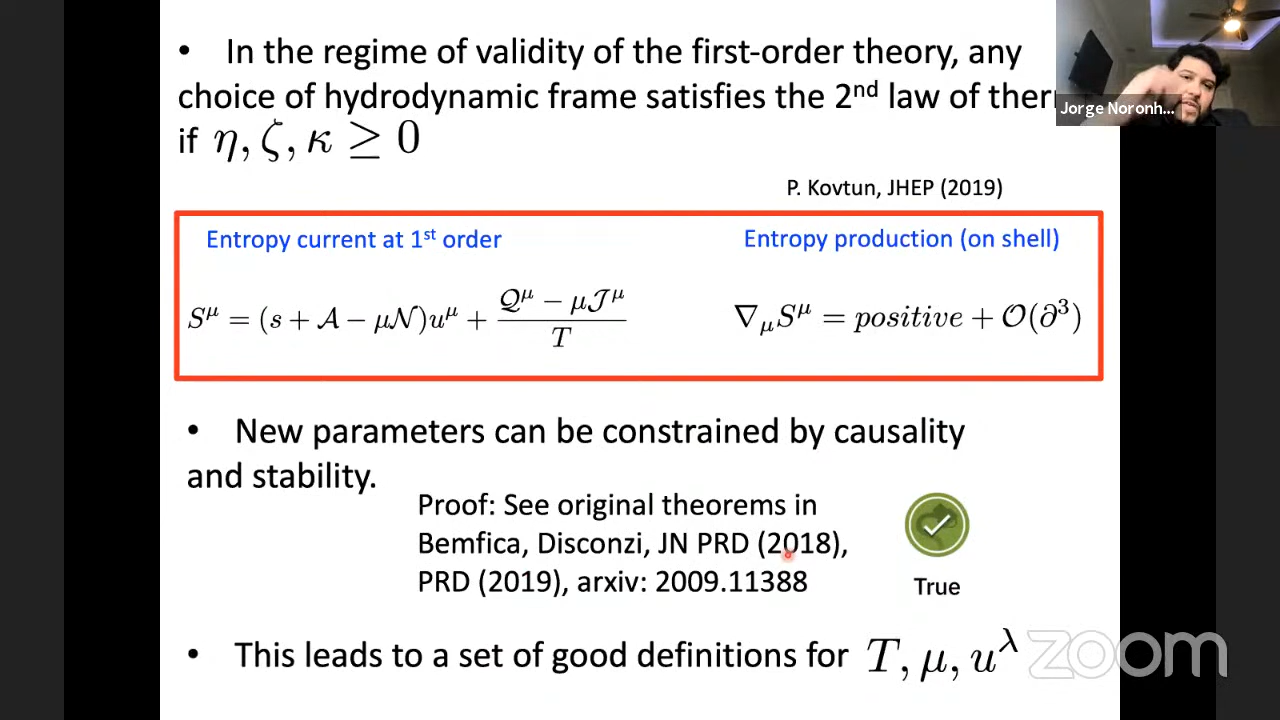 • In the regime of validity of the first-order theory, any
choice of hydrodynamic frame satisfies the 2nd law of ther
if η, ζ, κ ≥ 0
Jorge Noronh...
P. Kovtun, JHEP (2019)
Entropy current at 1st order
Entropy production (on shell)
S^μ = (s + 𝒜 − μ𝒩)u^μ + (𝒬^μ − μ𝒥^μ)/T
∇_μ S^μ = positive + 𝒪(∂³)
• New parameters can be constrained by causality
and stability.
Proof: See original theorems in
Bemfica, Disconzi, JN PRD (2018),
PRD (2019), arxiv: 2009.11388
True
• This leads to a set of good definitions for T, μ, u^λ
zoom